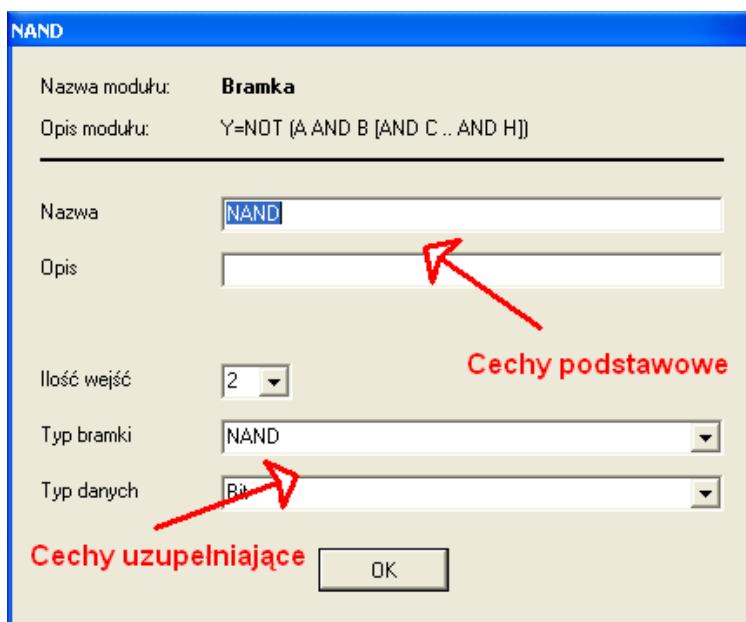 NAND
Nazwa modułu: Bramka
Opis modułu: Y=NOT (A AND B [AND C .. AND H])
Nazwa NAND
Opis
Cechy podstawowe
Ilość wejść 2
Typ bramki NAND
Typ danych Bit
Cechy uzupełniające
OK